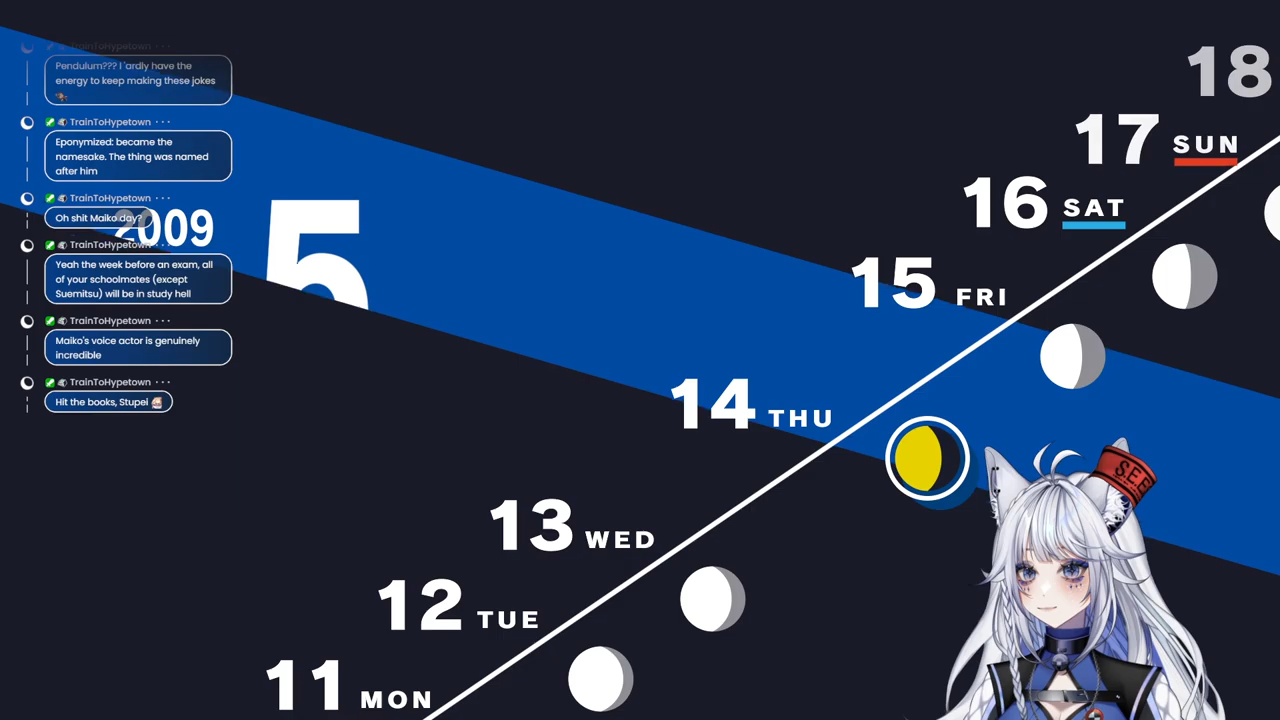 TrainToHypetown
Pendulum??? I 'ardly have the
energy to keep making these jokes
TrainToHypetown
Eponymized: became the
namesake. The thing was named
after him
TrainToHypetown
Oh shit Maiko day?
TrainToHypetown
Yeah the week before an exam, all
of your schoolmates (except
Suemitsu) will be in study hell
TrainToHypetown
Maiko's voice actor is genuinely
incredible
TrainToHypetown
Hit the books, Stupei
2009
5
18
17 SUN
16 SAT
15 FRI
14 THU
13 WED
12 TUE
11 MON